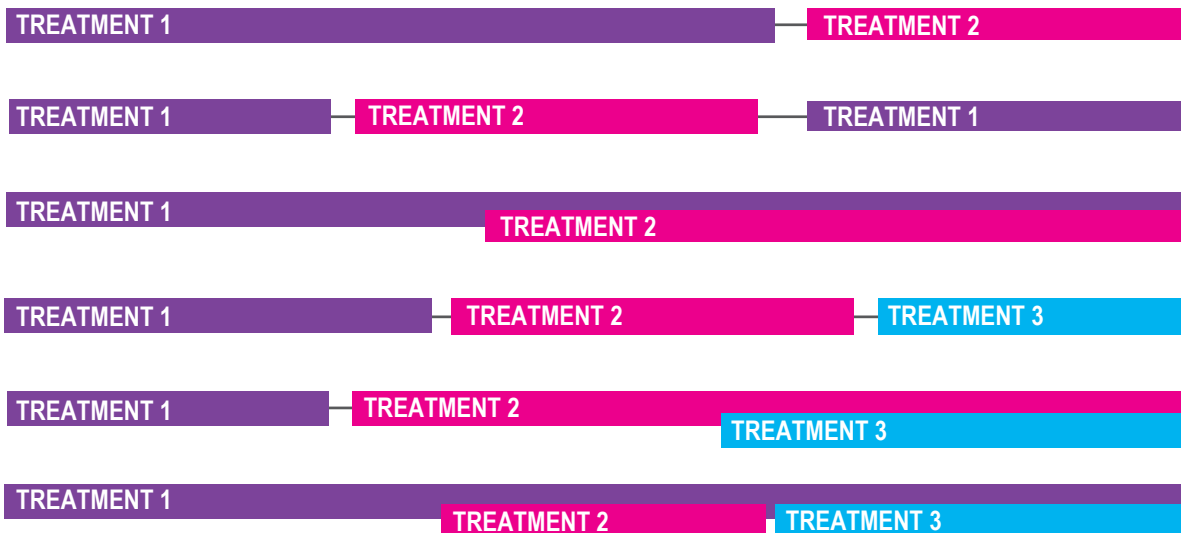 TREATMENT 1 TREATMENT 2
TREATMENT 1 TREATMENT 2 TREATMENT 1
TREATMENT 1
TREATMENT 2
TREATMENT 1 TREATMENT 2 TREATMENT 3
TREATMENT 1 TREATMENT 2
TREATMENT 3
TREATMENT 1
TREATMENT 2 TREATMENT 3